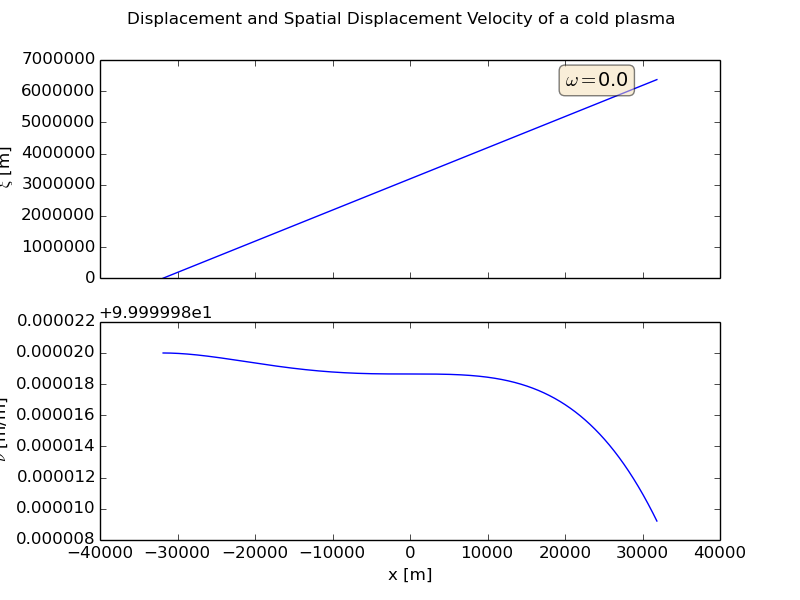 Displacement and Spatial Displacement Velocity of a cold plasma
7000000
6000000
5000000
4000000
3000000
2000000
1000000
0
ξ [m]
ω=0.0
+9.999998e1
0.000022
0.000020
0.000018
0.000016
0.000014
0.000012
0.000010
0.000008
ν [m/m]
−40000 −30000 −20000 −10000 0 10000 20000 30000 40000
x [m]